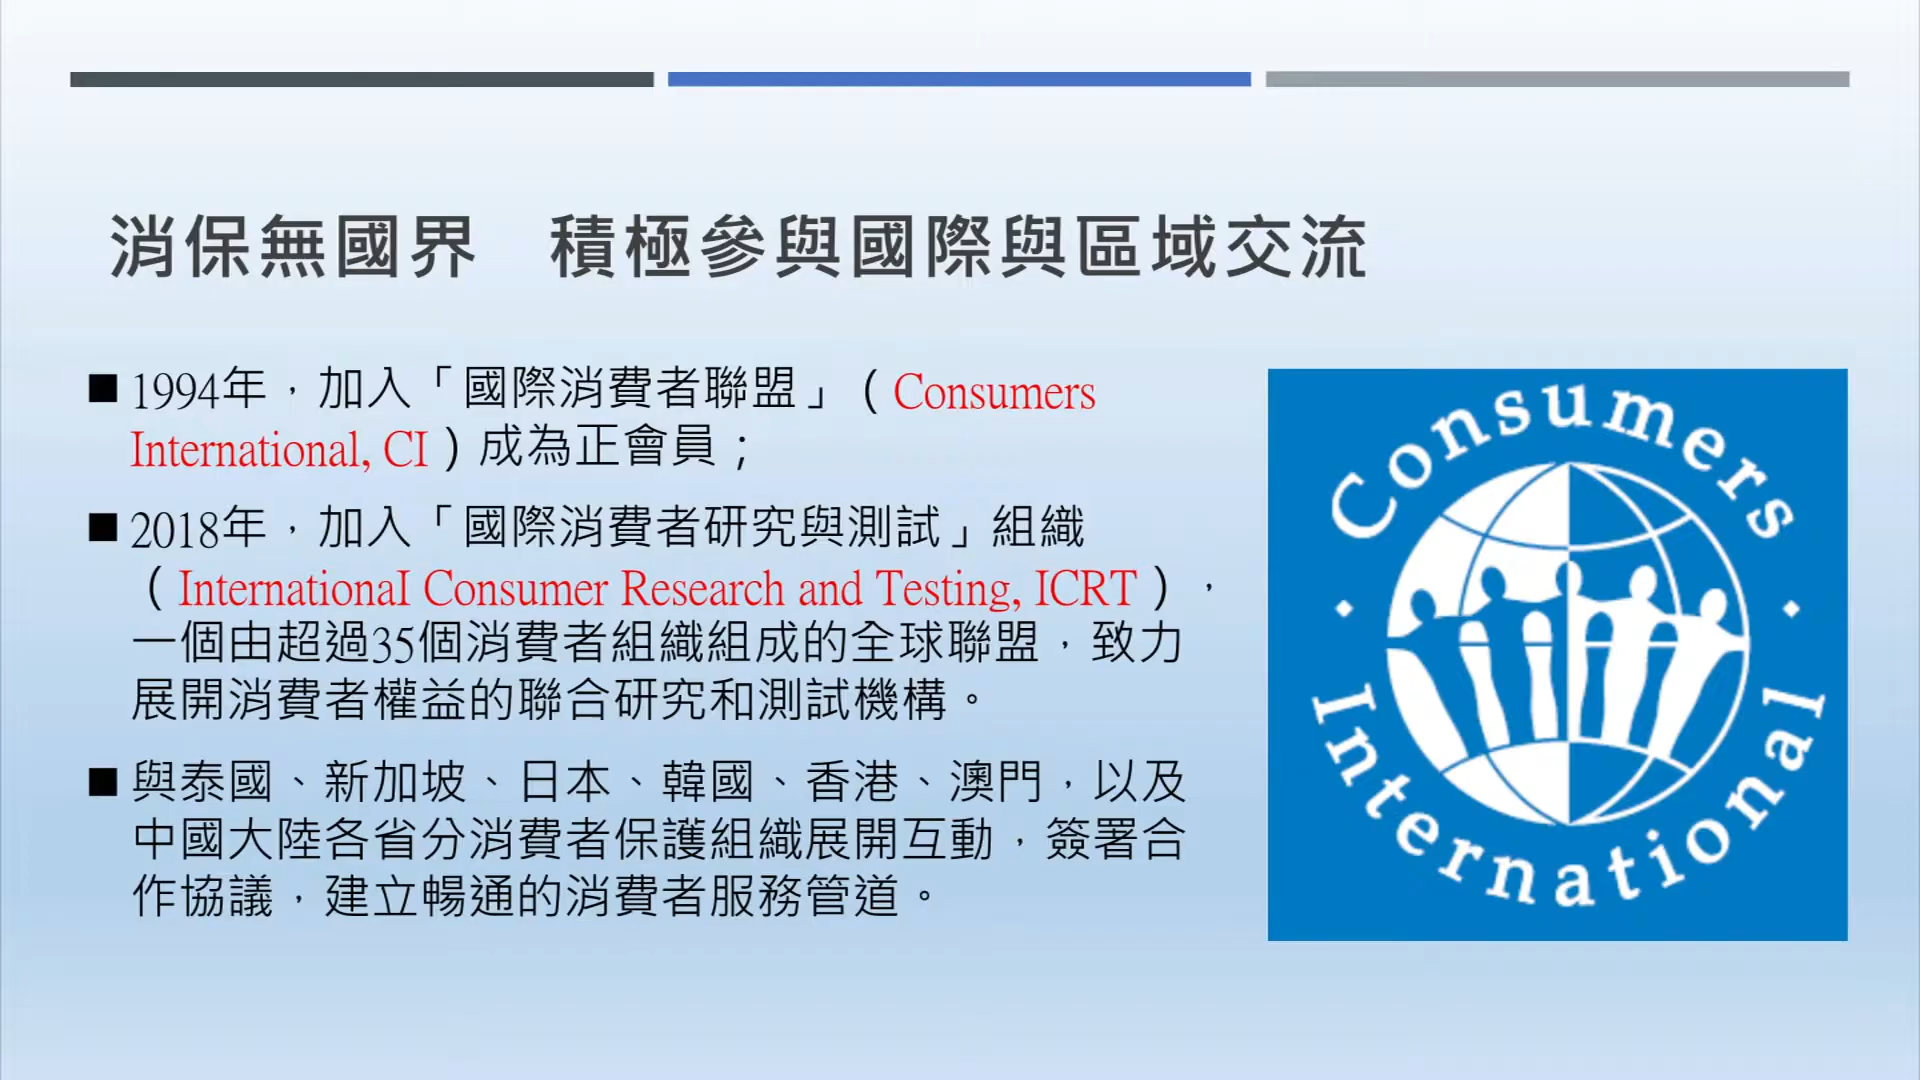 消保無國界　積極參與國際與區域交流
■ 1994年，加入「國際消費者聯盟」（Consumers
International, CI）成為正會員；
■ 2018年，加入「國際消費者研究與測試」組織
（InternationaI Consumer Research and Testing, ICRT），
一個由超過35個消費者組織組成的全球聯盟，致力
展開消費者權益的聯合研究和測試機構。
■ 與泰國、新加坡、日本、韓國、香港、澳門，以及
中國大陸各省分消費者保護組織展開互動，簽署合
作協議，建立暢通的消費者服務管道。
Consumers
International